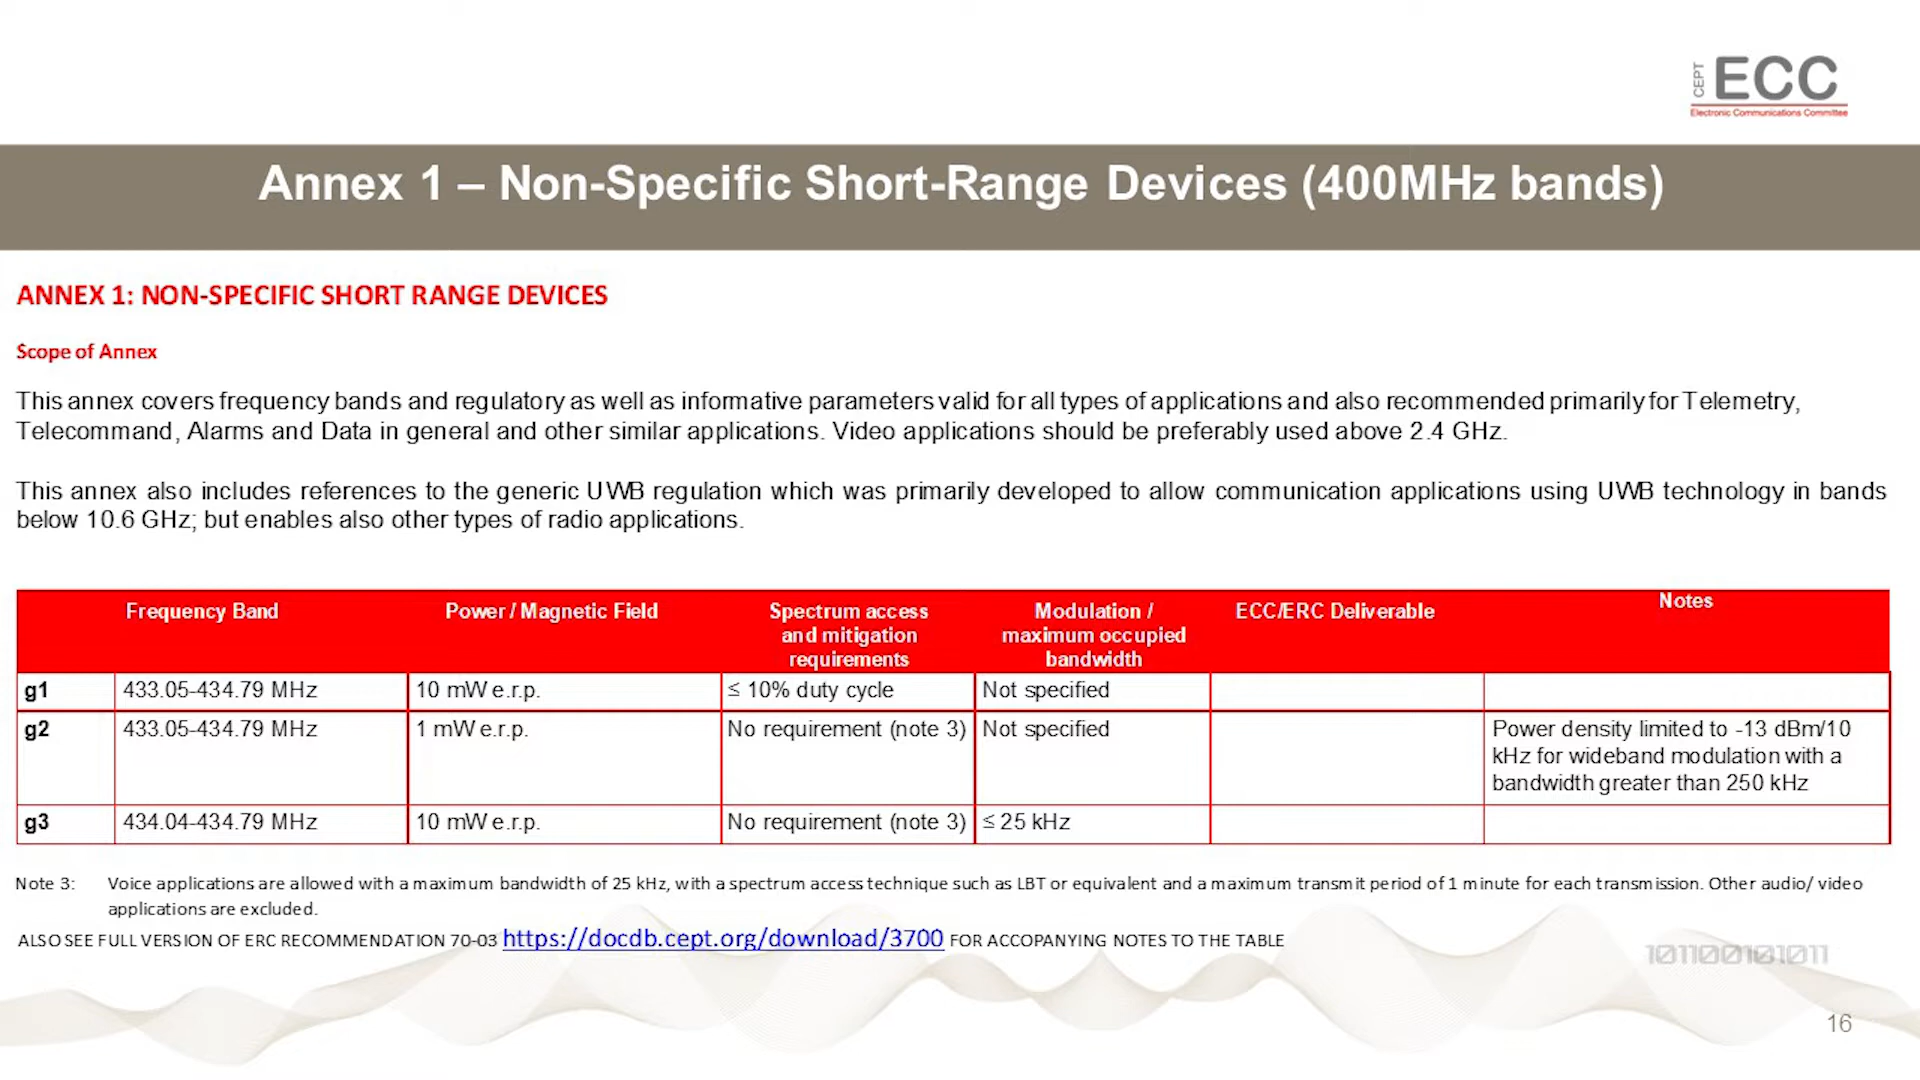 CEPT ECC
Electronic Communications Committee
Annex 1 – Non-Specific Short-Range Devices (400MHz bands)
ANNEX 1: NON-SPECIFIC SHORT RANGE DEVICES
Scope of Annex
This annex covers frequency bands and regulatory as well as informative parameters valid for all types of applications and also recommended primarily for Telemetry,
Telecommand, Alarms and Data in general and other similar applications. Video applications should be preferably used above 2.4 GHz.
This annex also includes references to the generic UWB regulation which was primarily developed to allow communication applications using UWB technology in bands
below 10.6 GHz; but enables also other types of radio applications.
Frequency Band
Power / Magnetic Field
Spectrum access
and mitigation
requirements
Modulation /
maximum occupied
bandwidth
ECC/ERC Deliverable
Notes
g1 433.05-434.79 MHz 10 mW e.r.p. ≤ 10% duty cycle Not specified
g2 433.05-434.79 MHz 1 mW e.r.p. No requirement (note 3) Not specified Power density limited to -13 dBm/10
kHz for wideband modulation with a
bandwidth greater than 250 kHz
g3 434.04-434.79 MHz 10 mW e.r.p. No requirement (note 3) ≤ 25 kHz
Note 3: Voice applications are allowed with a maximum bandwidth of 25 kHz, with a spectrum access technique such as LBT or equivalent and a maximum transmit period of 1 minute for each transmission. Other audio/ video
applications are excluded.
ALSO SEE FULL VERSION OF ERC RECOMMENDATION 70-03 https://docdb.cept.org/download/3700 FOR ACCOPANYING NOTES TO THE TABLE
101100101011
16